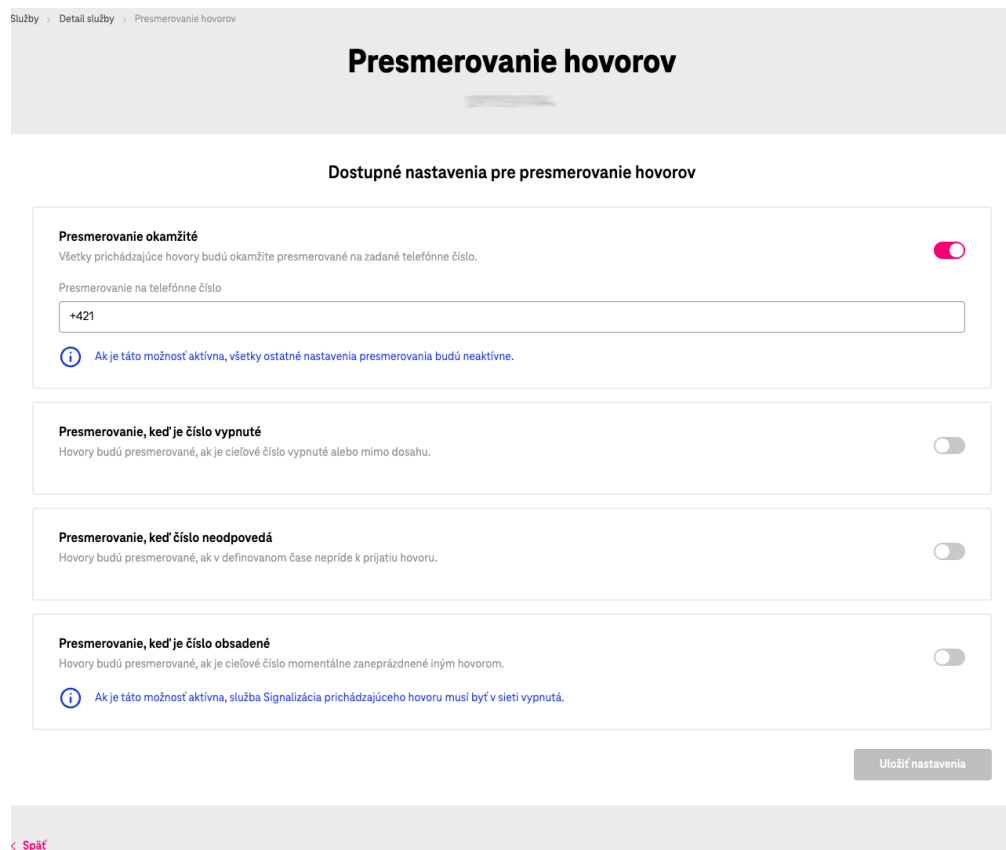 Služby > Detail služby > Presmerovanie hovorov
Presmerovanie hovorov
Dostupné nastavenia pre presmerovanie hovorov
Presmerovanie okamžité
Všetky prichádzajúce hovory budú okamžite presmerované na zadané telefónne číslo.
Presmerovanie na telefónne číslo
+421
Ak je táto možnosť aktívna, všetky ostatné nastavenia presmerovania budú neaktívne.
Presmerovanie, keď je číslo vypnuté
Hovory budú presmerované, ak je cieľové číslo vypnuté alebo mimo dosahu.
Presmerovanie, keď číslo neodpovedá
Hovory budú presmerované, ak v definovanom čase nepríde k prijatiu hovoru.
Presmerovanie, keď je číslo obsadené
Hovory budú presmerované, ak je cieľové číslo momentálne zaneprázdnené iným hovorom.
Ak je táto možnosť aktívna, služba Signalizácia prichádzajúceho hovoru musí byť v sieti vypnutá.
Uložiť nastavenia
< Späť